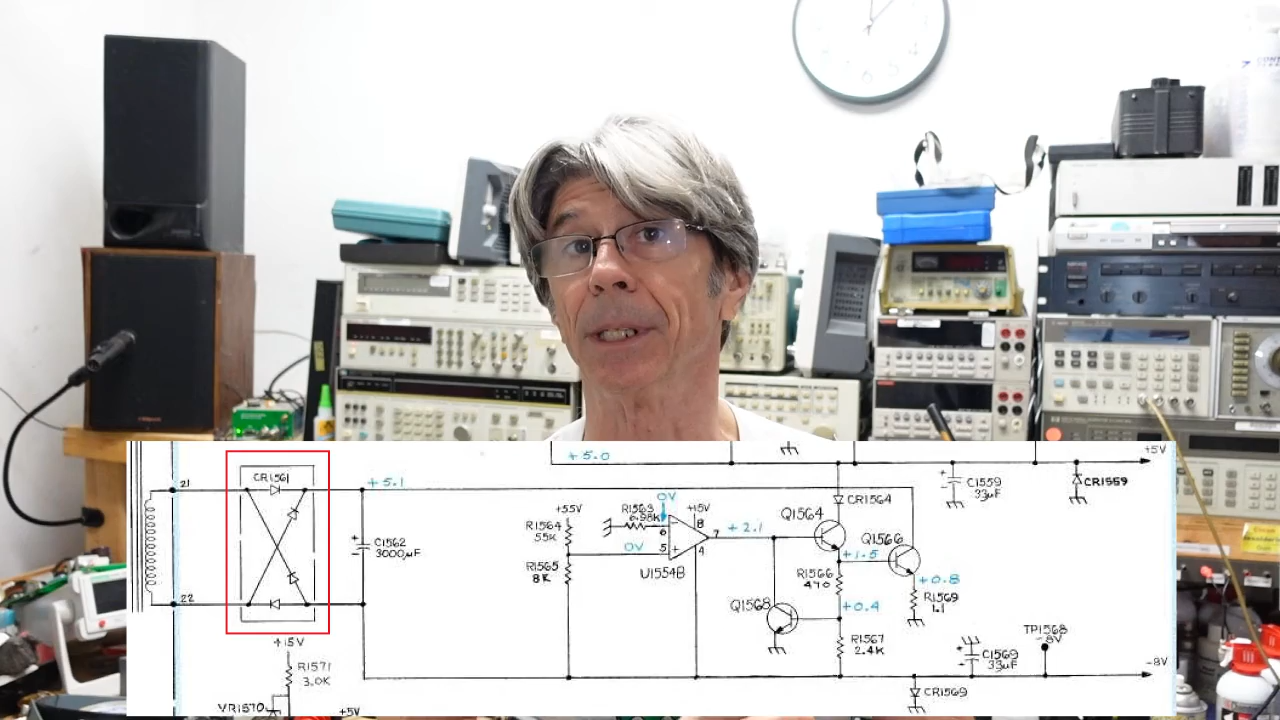 +5.0
+5V
21
CR1561
+5.1
C1562
3000µF
22
+15V
R1571
3.0K
VR1570
+5V
+55V
R1564
55K
R1565
8K
R1563
6.98K
0V
+15V
0V
6
5
8
7
4
U1554B
+2.1
CR1564
Q1564
+1.5
Q1566
R1566
470
+0.8
R1569
1.1
Q1568
+0.4
R1567
2.4K
C1559
33µF
CR1559
C1569
33µF
TP1568
-8V
-8V
CR1569